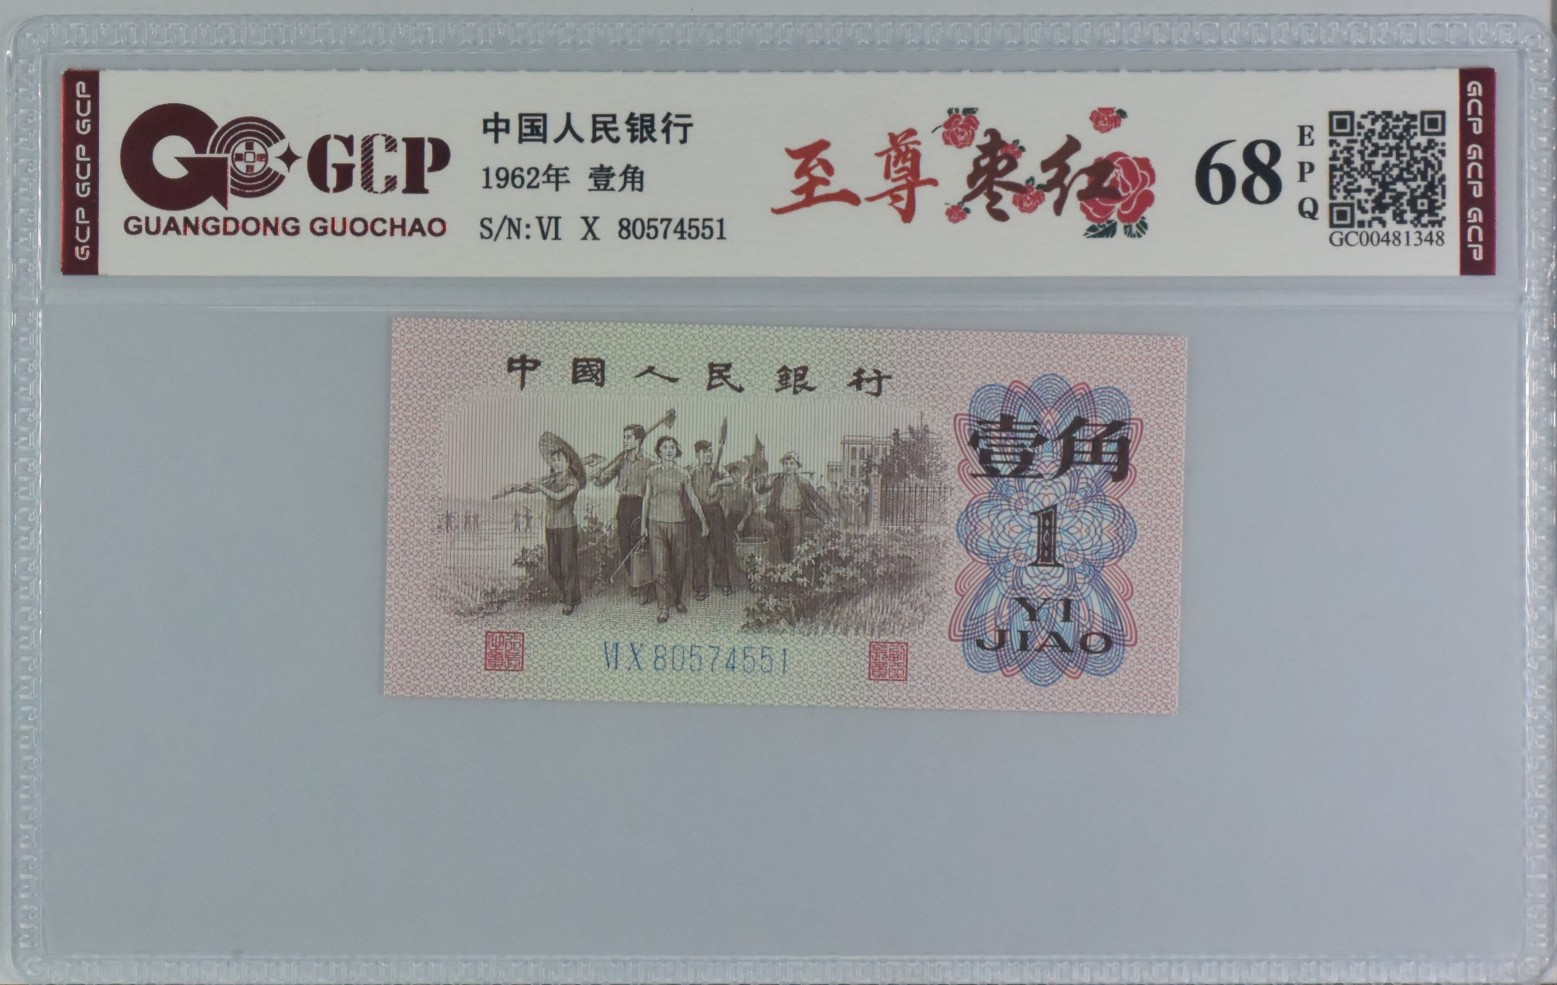 GCP GCP GCP
GCP
GUANGDONG GUOCHAO
中国人民银行
1962年 壹角
S/N: VI X 80574551
至尊枣红
68
EPQ
GC00481348
GCP GCP GCP
中國人民銀行
壹角
1
YI
JIAO
VI X 80574551